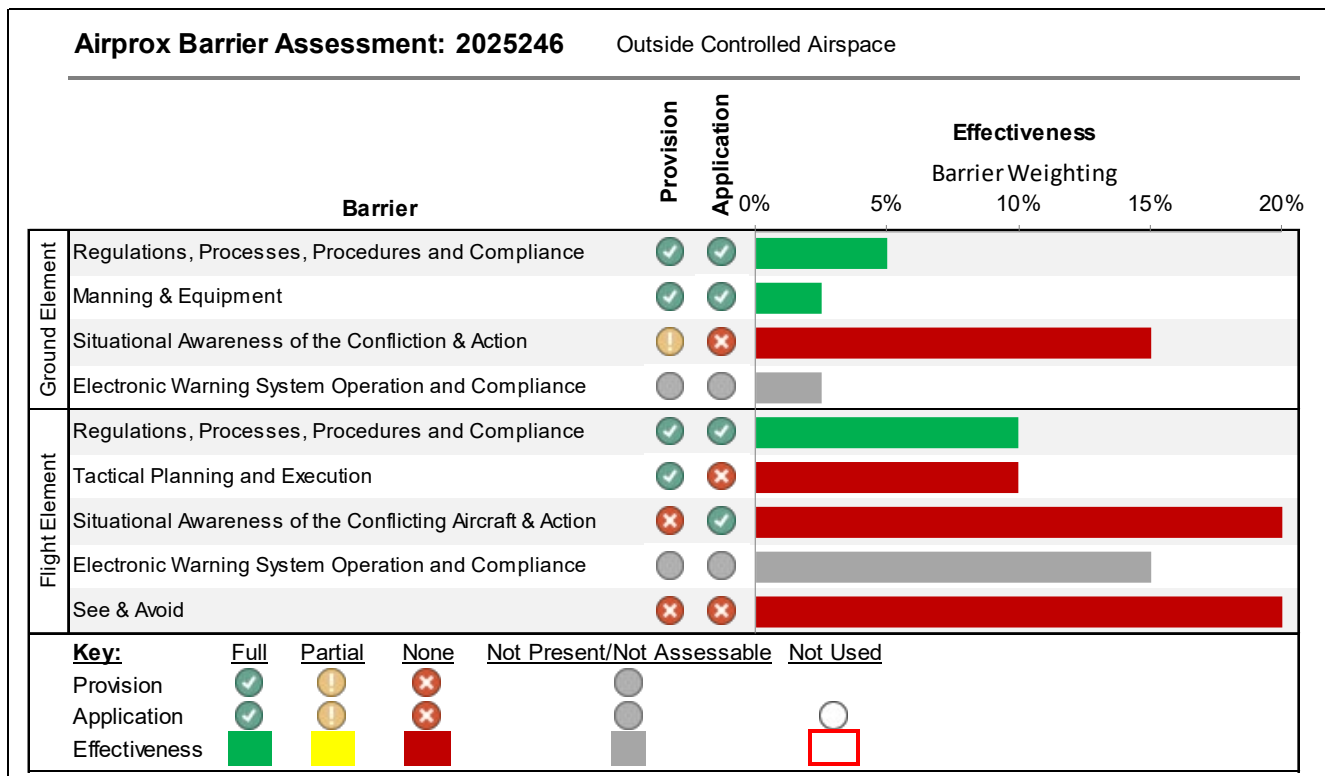 Airprox Barrier Assessment: 2025246 Outside Controlled Airspace
Barrier
Provision
Application
Effectiveness
Barrier Weighting
0% 5% 10% 15% 20%
Ground Element
Regulations, Processes, Procedures and Compliance
Manning & Equipment
Situational Awareness of the Confliction & Action
Electronic Warning System Operation and Compliance
Flight Element
Regulations, Processes, Procedures and Compliance
Tactical Planning and Execution
Situational Awareness of the Conflicting Aircraft & Action
Electronic Warning System Operation and Compliance
See & Avoid
Key: Full Partial None Not Present/Not Assessable Not Used
Provision
Application
Effectiveness